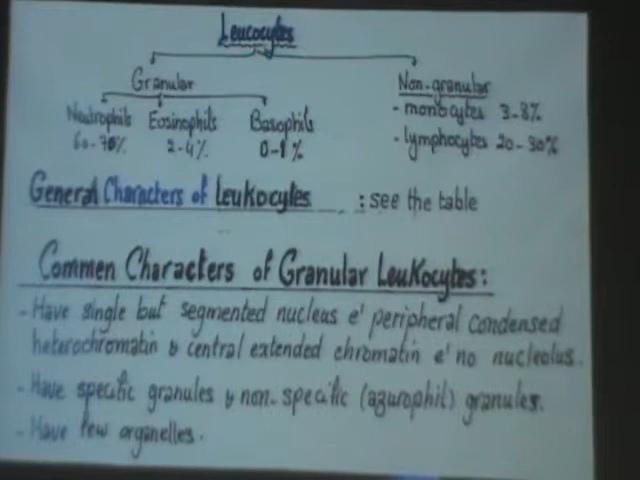 Leucocytes
Granular
Non-granular
Neutrophils Eosinophils Basophils
60-70% 2-4% 0-1%
- monocytes 3-8%
- lymphocytes 20-30%
General Characters of Leukocytes : see the table
Commen Characters of Granular Leukocytes:
- Have single but segmented nucleus e' peripheral condensed
heterochromatin & central extended chromatin e' no nucleolus.
- Have specific granules & non-specific (azurophil) granules.
- Have few organelles.